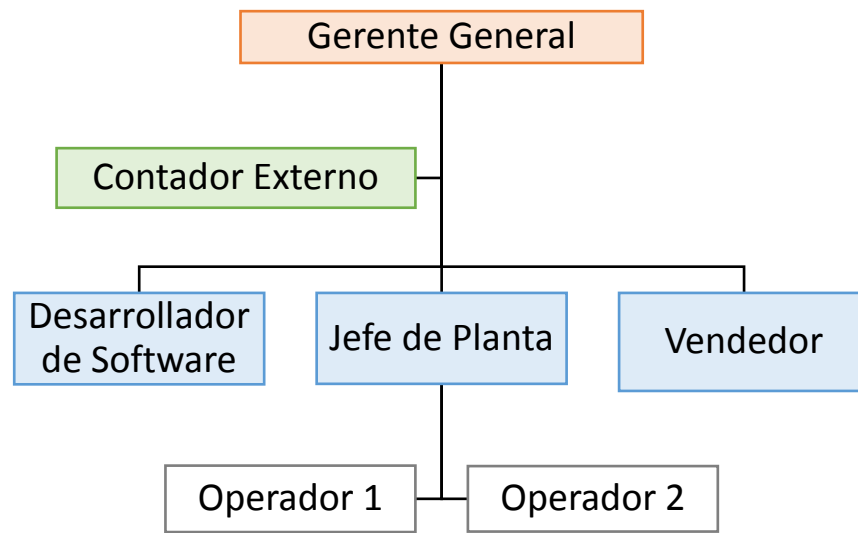 Gerente General
Contador Externo
Desarrollador
de Software
Jefe de Planta
Vendedor
Operador 1
Operador 2